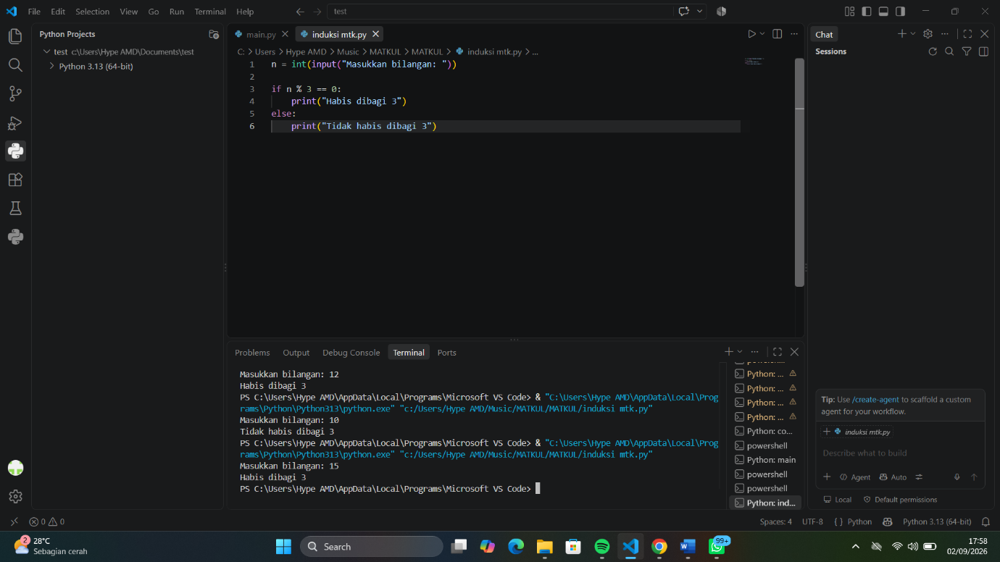 File Edit Selection View Go Run Terminal Help
test
Python Projects
test c:\Users\Hype AMD\Documents\test
Python 3.13 (64-bit)
main.py
induksi mtk.py
C: > Users > Hype AMD > Music > MATKUL > MATKUL > induksi mtk.py > ...
1 n = int(input("Masukkan bilangan: "))
2
3 if n % 3 == 0:
4 print("Habis dibagi 3")
5 else:
6 print("Tidak habis dibagi 3")
Problems Output Debug Console Terminal Ports
Masukkan bilangan: 12
Habis dibagi 3
PS C:\Users\Hype AMD\AppData\Local\Programs\Microsoft VS Code> & "C:\Users\Hype AMD\AppData\Local\Prog
rams\Python\Python313\python.exe" "c:/Users/Hype AMD/Music/MATKUL/MATKUL/induksi mtk.py"
Masukkan bilangan: 10
Tidak habis dibagi 3
PS C:\Users\Hype AMD\AppData\Local\Programs\Microsoft VS Code> & "C:\Users\Hype AMD\AppData\Local\Prog
rams\Python\Python313\python.exe" "c:/Users/Hype AMD/Music/MATKUL/MATKUL/induksi mtk.py"
Masukkan bilangan: 15
Habis dibagi 3
PS C:\Users\Hype AMD\AppData\Local\Programs\Microsoft VS Code>
Python: ...
Python: ...
Python: ...
Python: ...
Python: co...
powershell
Python: main
powershell
powershell
Python: ind...
Chat
Sessions
Tip: Use /create-agent to scaffold a custom
agent for your workflow.
induksi mtk.py
Describe what to build
Agent Auto
Local Default permissions
0 0
Spaces: 4 UTF-8 { } Python Python 3.13 (64-bit)
2
28°C
Sebagian cerah
Search
99+
17:58
02/09/2026